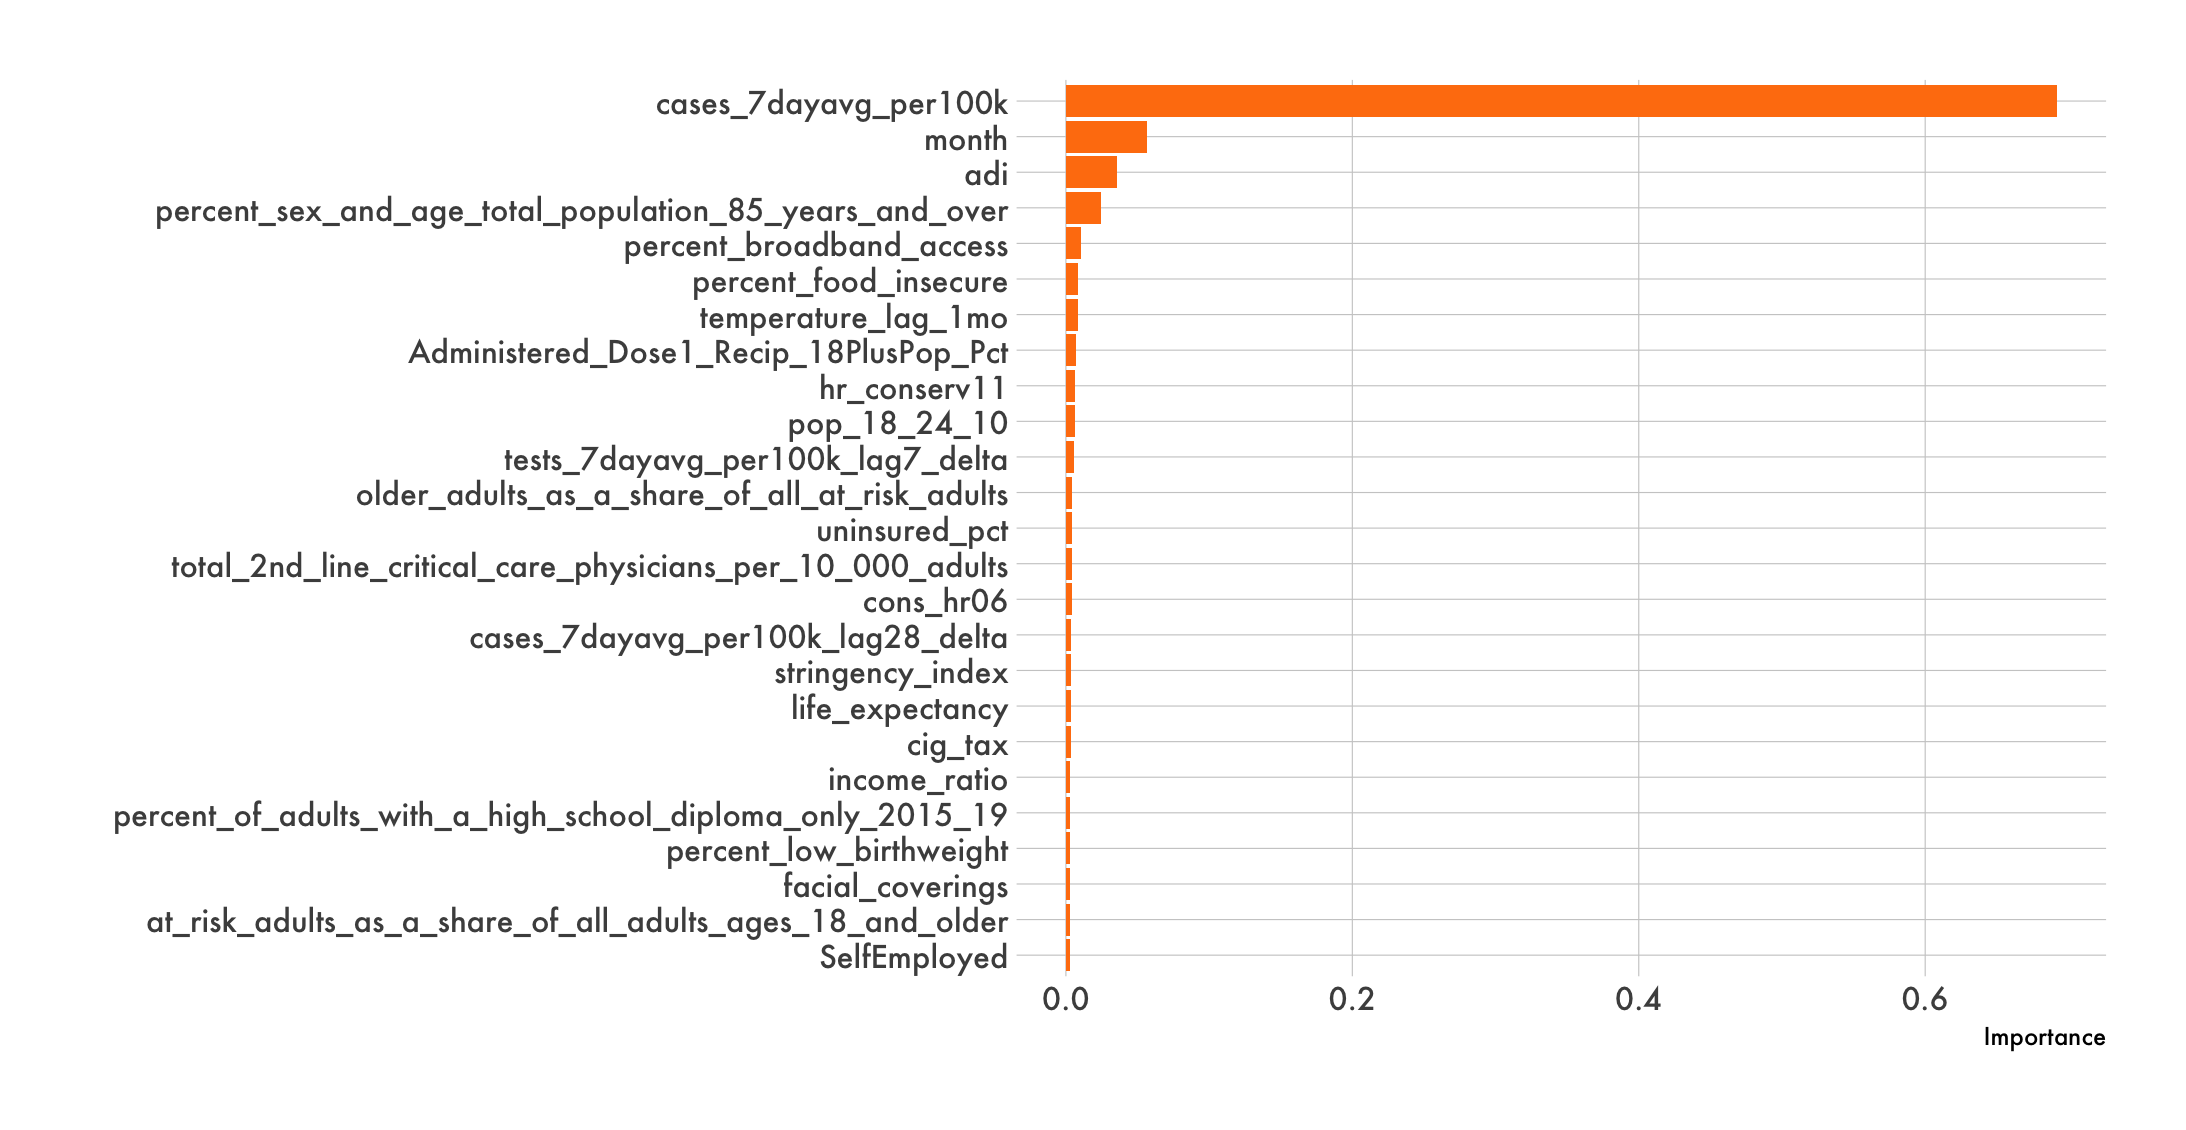 cases_7dayavg_per100k
month
adi
percent_sex_and_age_total_population_85_years_and_over
percent_broadband_access
percent_food_insecure
temperature_lag_1mo
Administered_Dose1_Recip_18PlusPop_Pct
hr_conserv11
pop_18_24_10
tests_7dayavg_per100k_lag7_delta
older_adults_as_a_share_of_all_at_risk_adults
uninsured_pct
total_2nd_line_critical_care_physicians_per_10_000_adults
cons_hr06
cases_7dayavg_per100k_lag28_delta
stringency_index
life_expectancy
cig_tax
income_ratio
percent_of_adults_with_a_high_school_diploma_only_2015_19
percent_low_birthweight
facial_coverings
at_risk_adults_as_a_share_of_all_adults_ages_18_and_older
SelfEmployed
0.0 0.2 0.4 0.6
Importance